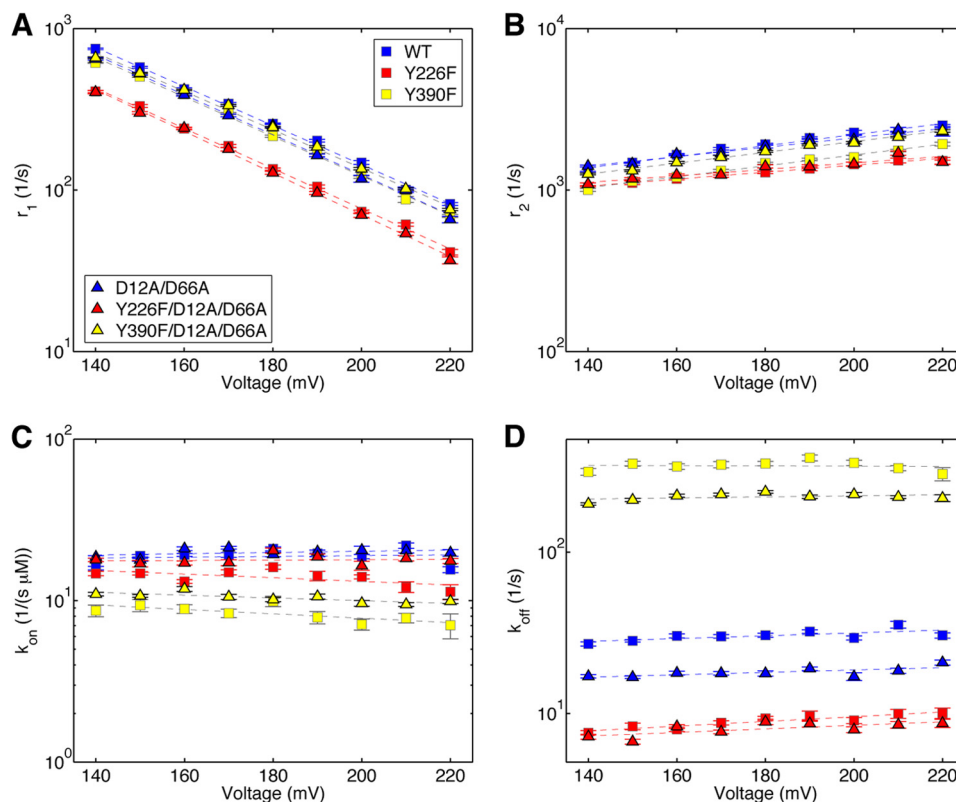 A
10³
10²
10¹
r₁ (1/s)
WT
Y226F
Y390F
D12A/D66A
Y226F/D12A/D66A
Y390F/D12A/D66A
140 160 180 200 220
Voltage (mV)
B
10⁴
10³
10²
r₂ (1/s)
140 160 180 200 220
Voltage (mV)
C
10²
10¹
10⁰
kₒₙ (1/(s μM))
140 160 180 200 220
Voltage (mV)
D
10²
10¹
k_off (1/s)
140 160 180 200 220
Voltage (mV)